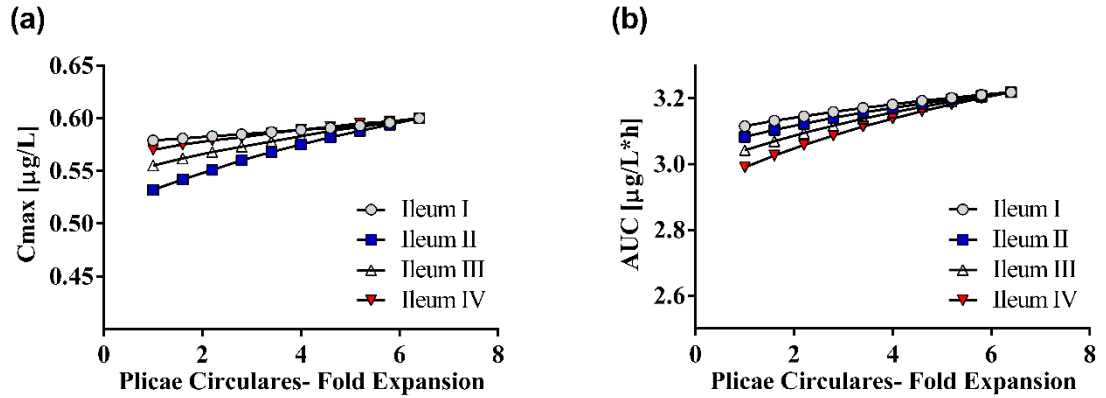 (a)
Cmax [µg/L]
0.65
0.60
0.55
0.50
0.45
0 2 4 6 8
Plicae Circulares- Fold Expansion
Ileum I
Ileum II
Ileum III
Ileum IV
(b)
AUC [µg/L*h]
3.2
3.0
2.8
2.6
0 2 4 6 8
Plicae Circulares- Fold Expansion
Ileum I
Ileum II
Ileum III
Ileum IV